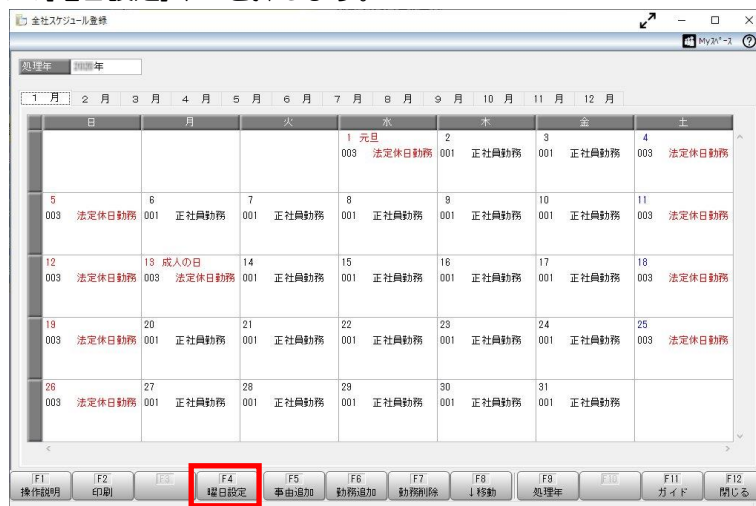 全社スケジュール登録
Myスペース
処理年 年
1 月 2 月 3 月 4 月 5 月 6 月 7 月 8 月 9 月 10 月 11 月 12 月
日 月 火 水 木 金 土
1 元旦 2 3 4
003 法定休日勤務 001 正社員勤務 001 正社員勤務 003 法定休日勤務
5 6 7 8 9 10 11
003 法定休日勤務 001 正社員勤務 001 正社員勤務 001 正社員勤務 001 正社員勤務 001 正社員勤務 003 法定休日勤務
12 13 成人の日 14 15 16 17 18
003 法定休日勤務 003 法定休日勤務 001 正社員勤務 001 正社員勤務 001 正社員勤務 001 正社員勤務 003 法定休日勤務
19 20 21 22 23 24 25
003 法定休日勤務 001 正社員勤務 001 正社員勤務 001 正社員勤務 001 正社員勤務 001 正社員勤務 003 法定休日勤務
26 27 28 29 30 31
003 法定休日勤務 001 正社員勤務 001 正社員勤務 001 正社員勤務 001 正社員勤務 001 正社員勤務
F1 F2 F3 F4 F5 F6 F7 F8 F9 F10 F11 F12
操作説明 印刷 曜日設定 事由追加 勤務追加 勤務削除 ↓移動 処理年 ガイド 閉じる